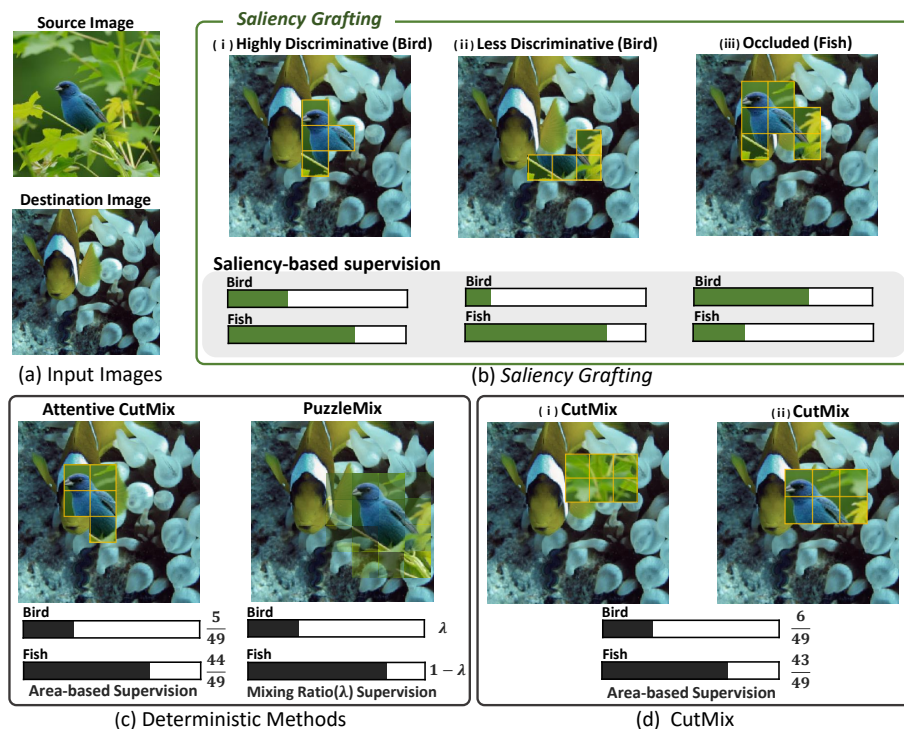 Source Image
Destination Image
(a) Input Images
Saliency Grafting
(i) Highly Discriminative (Bird)
(ii) Less Discriminative (Bird)
(iii) Occluded (Fish)
Saliency-based supervision
Bird
Fish
Bird
Fish
Bird
Fish
(b) Saliency Grafting
Attentive CutMix
Bird
5/49
Fish
44/49
Area-based Supervision
PuzzleMix
Bird
λ
Fish
1 − λ
Mixing Ratio(λ) Supervision
(c) Deterministic Methods
(i) CutMix
(ii) CutMix
Bird
6/49
Fish
43/49
Area-based Supervision
(d) CutMix